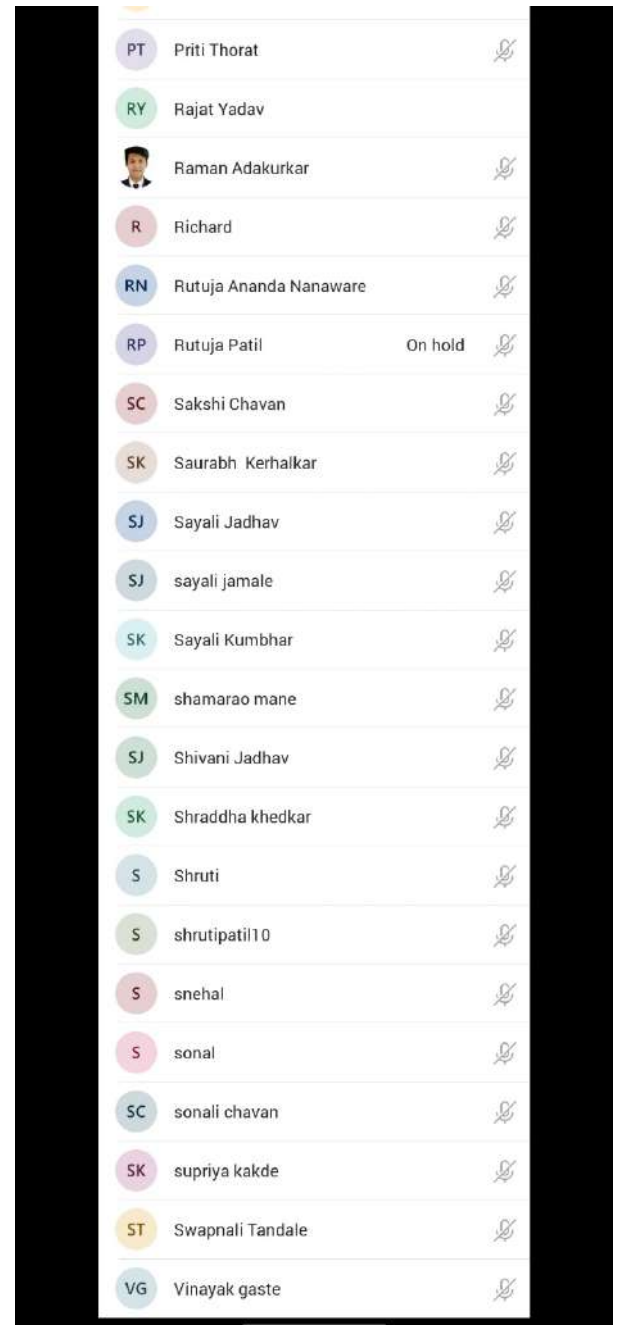 PT Priti Thorat
RY Rajat Yadav
Raman Adakurkar
R Richard
RN Rutuja Ananda Nanaware
RP Rutuja Patil On hold
SC Sakshi Chavan
SK Saurabh Kerhalkar
SJ Sayali Jadhav
SJ sayali jamale
SK Sayali Kumbhar
SM shamarao mane
SJ Shivani Jadhav
SK Shraddha khedkar
S Shruti
S shrutipatil10
S snehal
S sonal
SC sonali chavan
SK supriya kakde
ST Swapnali Tandale
VG Vinayak gaste